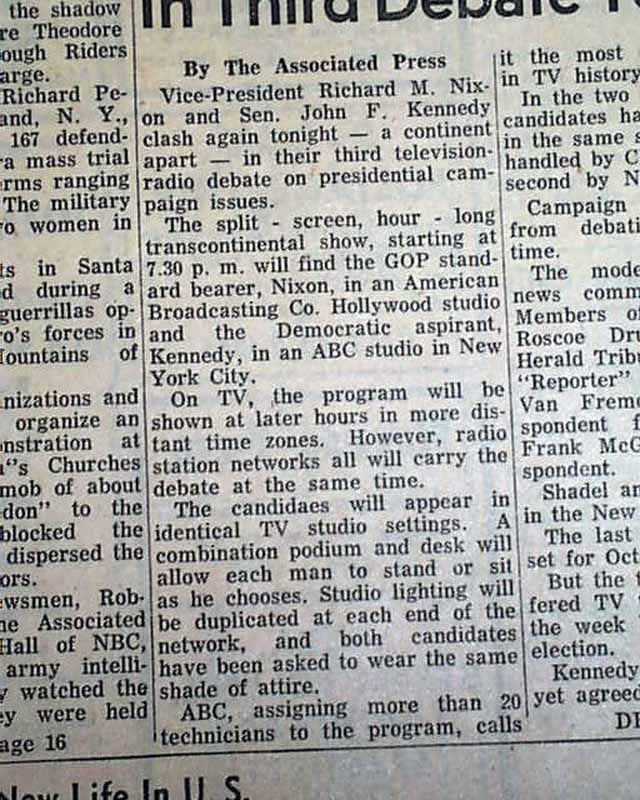 In Third Debate
the shadow
re Theodore
ough Riders
arge.
Richard Pe-
and, N. Y.,
167 defend-
a mass trial
rms ranging
The military
o women in
ts in Santa
d during a
guerrillas op-
o's forces in
Mountains of
nizations and
organize an
nstration at
"s Churches
mob of about
don" to the
blocked the
dispersed the
ors.
ewsmen, Rob-
he Associated
Hall of NBC,
army intelli-
y watched the
ey were held
age 16
By The Associated Press
Vice-President Richard M. Nix-
on and Sen. John F. Kennedy
clash again tonight — a continent
apart — in their third television-
radio debate on presidential cam-
paign issues.
The split - screen, hour - long
transcontinental show, starting at
7.30 p. m. will find the GOP stand-
ard bearer, Nixon, in an American
Broadcasting Co. Hollywood studio
and the Democratic aspirant,
Kennedy, in an ABC studio in New
York City.
On TV, the program will be
shown at later hours in more dis-
tant time zones. However, radio
station networks all will carry the
debate at the same time.
The candidaes will appear in
identical TV studio settings. A
combination podium and desk will
allow each man to stand or sit
as he chooses. Studio lighting will
be duplicated at each end of the
network, and both candidates
have been asked to wear the same
shade of attire.
ABC, assigning more than 20
technicians to the program, calls
it the most
in TV history
In the two
candidates ha
in the same s
handled by C
second by N
Campaign
from debati
time.
The mode
news comm
Members of
Roscoe Dru
Herald Tribu
"Reporter"
Van Frem
spondent f
Frank McG
spondent.
Shadel an
in the New
The last
set for Oct
But the
fered TV
the week
election.
Kennedy
yet agreed
New Life In U. S.